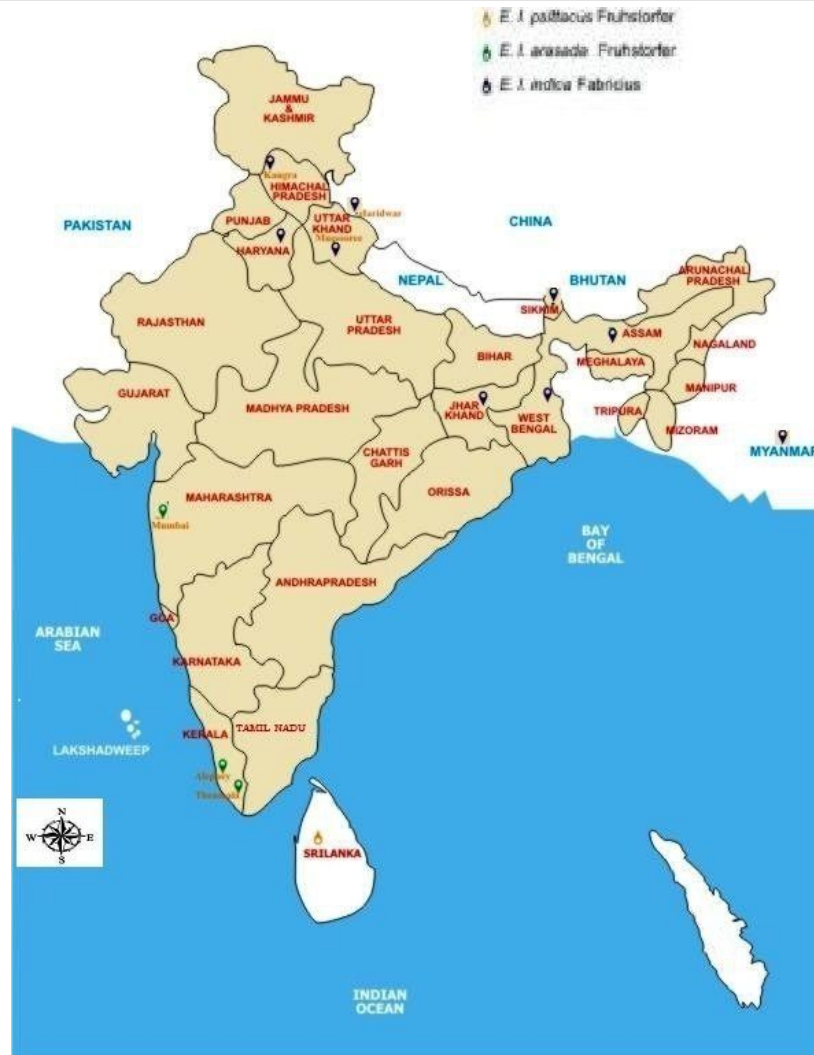 E. l. psittacus Fruhstorfer
E. l. arasada Fruhstorfer
E. l. indica Fabricius
JAMMU
&
KASHMIR
Kangra
HIMACHAL
PRADESH
PUNJAB
UTTAR
KHAND
Haridwar
Mussooree
HARYANA
PAKISTAN
CHINA
NEPAL
BHUTAN
ARUNACHAL
PRADESH
SIKKIM
RAJASTHAN
UTTAR
PRADESH
ASSAM
NAGALAND
BIHAR
MEGHALAYA
MANIPUR
GUJARAT
MADHYA PRADESH
JHAR
KHAND
WEST
BENGAL
TRIPURA
MIZORAM
MYANMAR
CHATTIS
GARH
MAHARASHTRA
ORISSA
Mumbai
BAY
OF
BENGAL
ANDHRAPRADESH
GOA
ARABIAN
SEA
KARNATAKA
KERALA
TAMIL NADU
LAKSHADWEEP
N
W E
S
SRILANKA
INDIAN
OCEAN